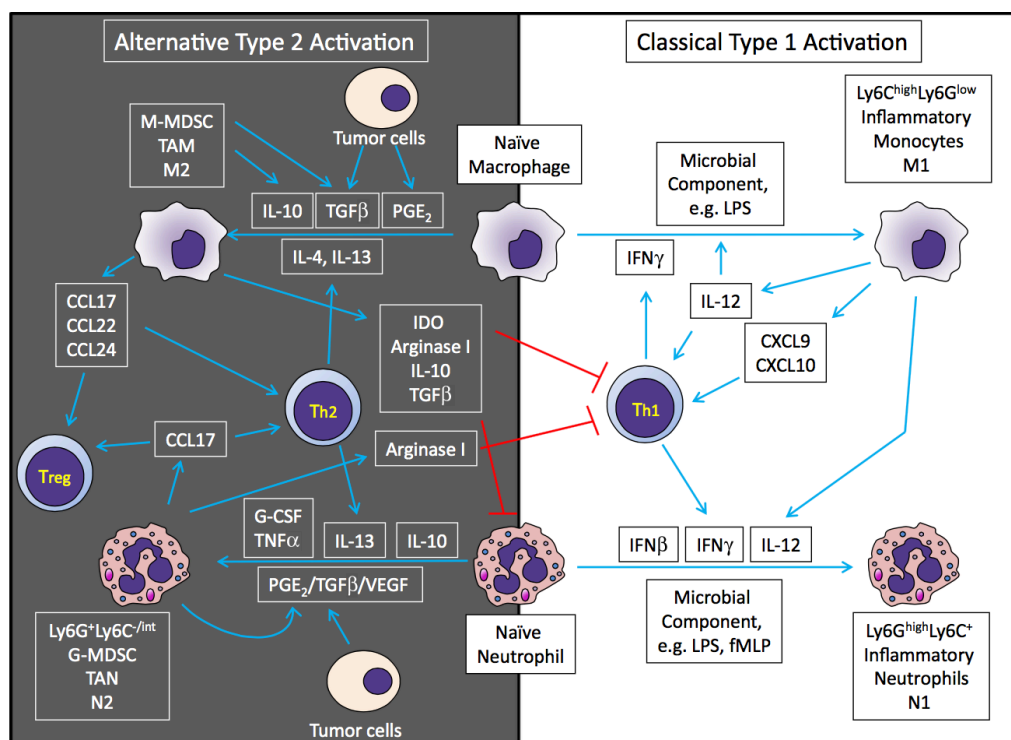 Alternative Type 2 Activation
Classical Type 1 Activation
M-MDSC
TAM
M2
Tumor cells
Naïve
Macrophage
Microbial
Component,
e.g. LPS
Ly6ChighLy6Glow
Inflammatory
Monocytes
M1
IL-10
TGFβ
PGE2
IL-4, IL-13
IFNγ
IL-12
CCL17
CCL22
CCL24
IDO
Arginase I
IL-10
TGFβ
CXCL9
CXCL10
Th2
Th1
CCL17
Arginase I
Treg
G-CSF
TNFα
IL-13
IL-10
IFNβ
IFNγ
IL-12
PGE2/TGFβ/VEGF
Ly6G+Ly6C-/int
G-MDSC
TAN
N2
Tumor cells
Naïve
Neutrophil
Microbial
Component,
e.g. LPS, fMLP
Ly6GhighLy6C+
Inflammatory
Neutrophils
N1